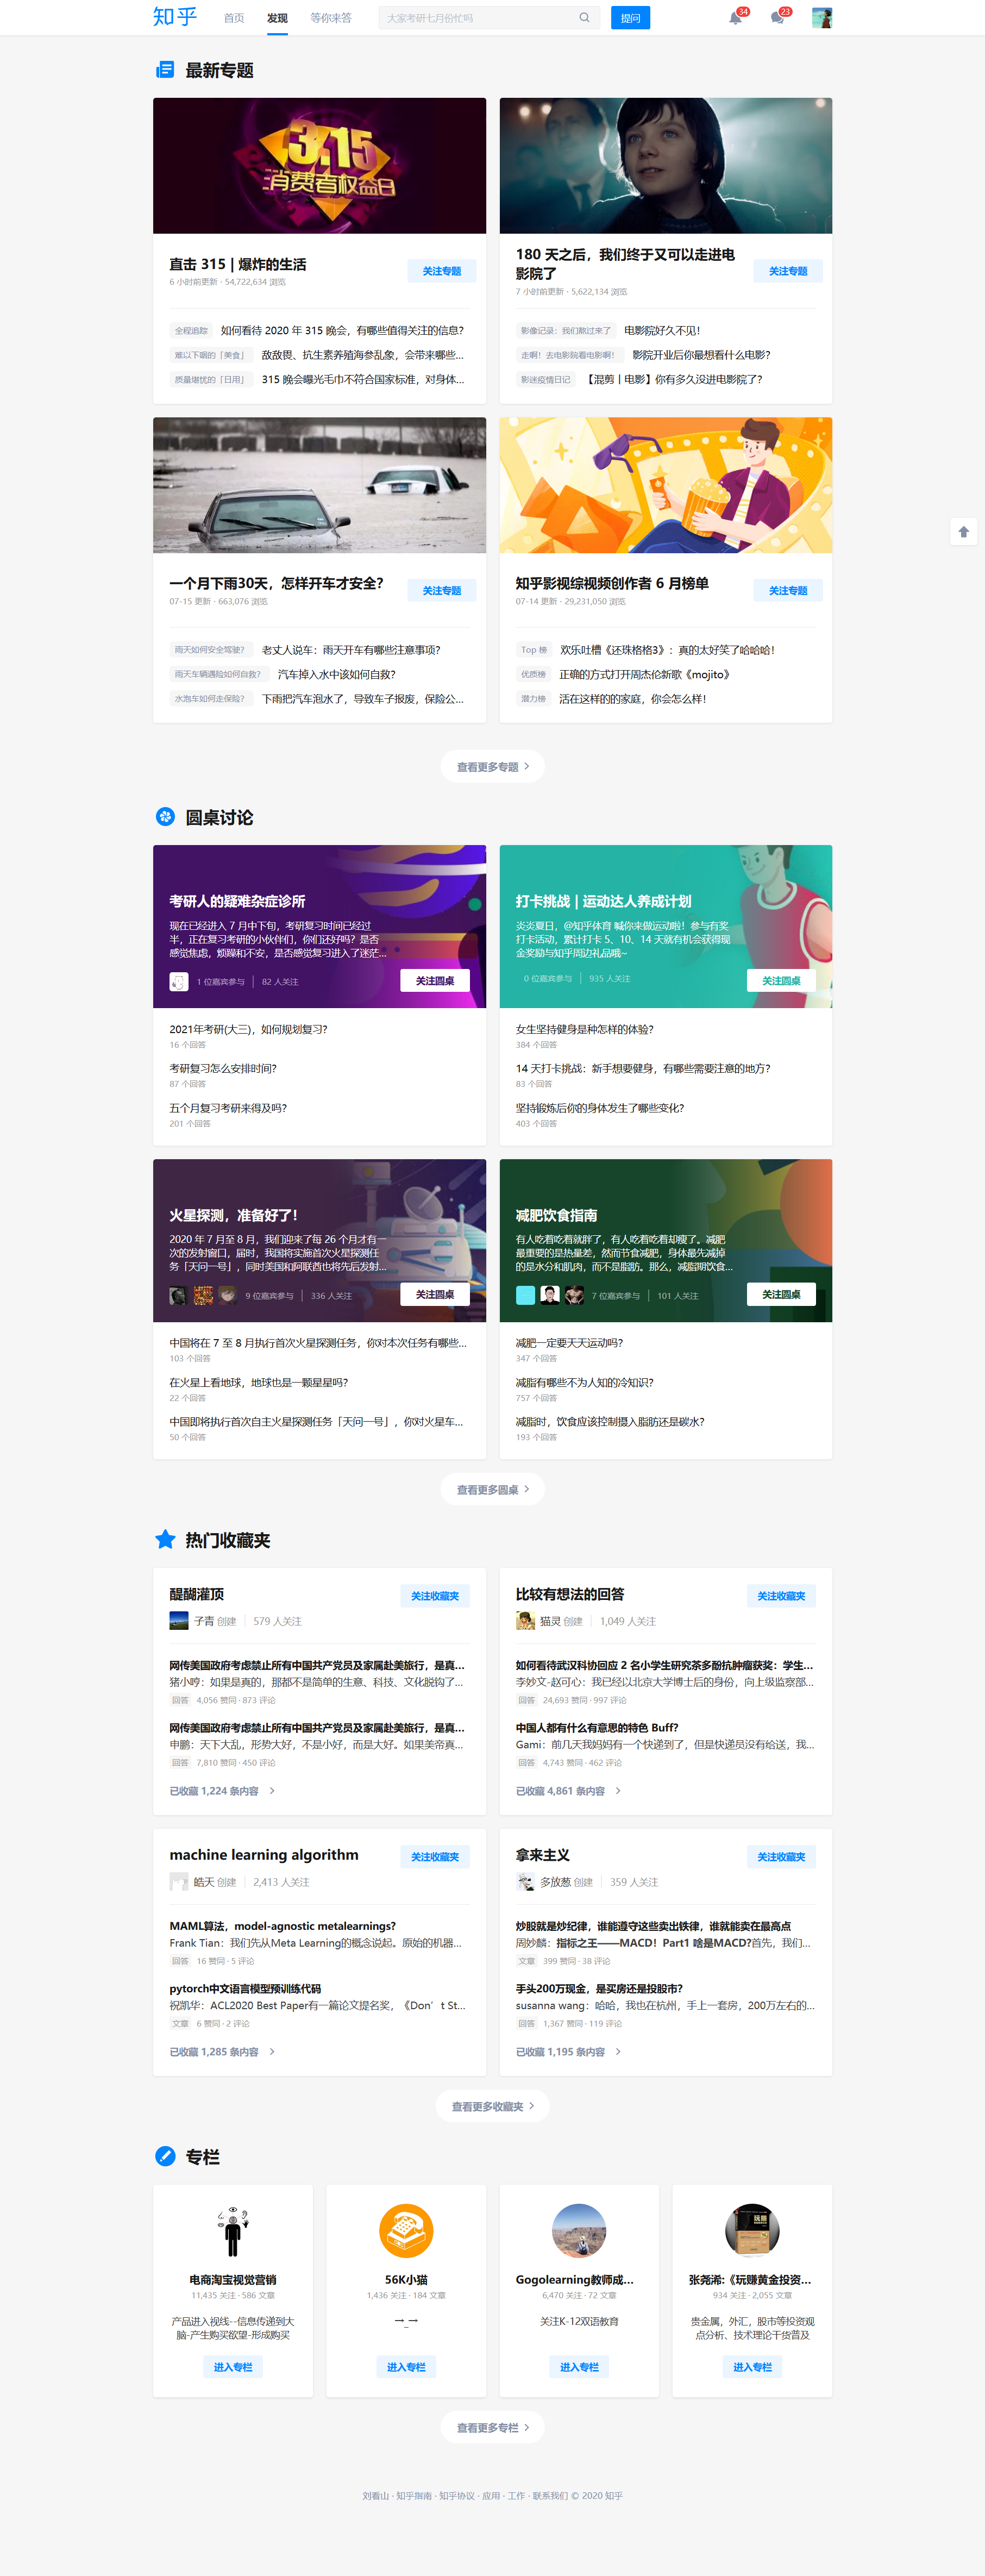 知乎 首页 发现 等你来答 大家考研七月份忙吗 提问 34 23
最新专题
3.15
消费者权益日
直击 315 | 爆炸的生活
关注专题
6 小时前更新 · 54,722,634 浏览
全程追踪 如何看待 2020 年 315 晚会，有哪些值得关注的信息？
难以下咽的「美食」 敌敌畏、抗生素养殖海参乱象，会带来哪些...
质量堪忧的「日用」 315 晚会曝光毛巾不符合国家标准，对身体...
180 天之后，我们终于又可以走进电
影院了
关注专题
7 小时前更新 · 5,622,134 浏览
影像记录：我们熬过来了 电影院好久不见！
走啊！去电影院看电影啊！ 影院开业后你最想看什么电影？
影迷疫情日记 【混剪丨电影】你有多久没进电影院了？
一个月下雨30天，怎样开车才安全？
关注专题
07-15 更新 · 663,076 浏览
雨天如何安全驾驶？ 老丈人说车：雨天开车有哪些注意事项？
雨天车辆遇险如何自救？ 汽车掉入水中该如何自救？
水泡车如何走保险？ 下雨把汽车泡水了，导致车子报废，保险公...
知乎影视综视频创作者 6 月榜单
关注专题
07-14 更新 · 29,231,050 浏览
Top 榜 欢乐吐槽《还珠格格3》：真的太好笑了哈哈哈！
优质榜 正确的方式打开周杰伦新歌《mojito》
潜力榜 活在这样的的家庭，你会怎么样！
查看更多专题
圆桌讨论
考研人的疑难杂症诊所
现在已经进入 7 月中下旬，考研复习时间已经过
半，正在复习考研的小伙伴们，你们还好吗？是否
感觉焦虑，烦躁和不安，是否感觉复习进入了迷茫...
1 位嘉宾参与 82 人关注
关注圆桌
2021年考研(大三)，如何规划复习？
16 个回答
考研复习怎么安排时间？
87 个回答
五个月复习考研来得及吗？
201 个回答
打卡挑战 | 运动达人养成计划
炎炎夏日，@知乎体育 喊你来做运动啦！参与有奖
打卡活动，累计打卡 5、10、14 天就有机会获得现
金奖励与知乎周边礼品哦~
0 位嘉宾参与 935 人关注
关注圆桌
女生坚持健身是种怎样的体验？
384 个回答
14 天打卡挑战：新手想要健身，有哪些需要注意的地方？
83 个回答
坚持锻炼后你的身体发生了哪些变化？
403 个回答
火星探测，准备好了！
2020 年 7 月至 8 月，我们迎来了每 26 个月才有一
次的发射窗口，届时，我国将实施首次火星探测任
务「天问一号」，同时美国和阿联酋也将先后发射...
9 位嘉宾参与 336 人关注
关注圆桌
中国将在 7 至 8 月执行首次火星探测任务，你对本次任务有哪些...
103 个回答
在火星上看地球，地球也是一颗星星吗？
22 个回答
中国即将执行首次自主火星探测任务「天问一号」，你对火星车...
50 个回答
减肥饮食指南
有人吃着吃着就胖了，有人吃着吃着却瘦了。减肥
最重要的是热量差，然而节食减肥，身体最先减掉
的是水分和肌肉，而不是脂肪。那么，减脂期饮食...
7 位嘉宾参与 101 人关注
关注圆桌
减肥一定要天天运动吗？
347 个回答
减脂有哪些不为人知的冷知识？
757 个回答
减脂时，饮食应该控制摄入脂肪还是碳水？
193 个回答
查看更多圆桌
热门收藏夹
醍醐灌顶
关注收藏夹
子青 创建 579 人关注
网传美国政府考虑禁止所有中国共产党员及家属赴美旅行，是真...
猪小哼：如果是真的，那都不是简单的生意、科技、文化脱钩了...
回答 4,056 赞同 · 873 评论
网传美国政府考虑禁止所有中国共产党员及家属赴美旅行，是真...
申鹏：天下大乱，形势大好，不是小好，而是大好。如果美帝真...
回答 7,810 赞同 · 450 评论
已收藏 1,224 条内容
比较有想法的回答
关注收藏夹
猫灵 创建 1,049 人关注
如何看待武汉科协回应 2 名小学生研究茶多酚抗肿瘤获奖：学生...
李妙文-赵可心：我已经以北京大学博士后的身份，向上级监察部...
回答 24,693 赞同 · 997 评论
中国人都有什么有意思的特色 Buff？
Gami：前几天我妈妈有一个快递到了，但是快递员没有给送，我...
回答 4,743 赞同 · 462 评论
已收藏 4,861 条内容
machine learning algorithm
关注收藏夹
皓天 创建 2,413 人关注
MAML算法，model-agnostic metalearnings?
Frank Tian：我们先从Meta Learning的概念说起。原始的机器...
回答 16 赞同 · 5 评论
pytorch中文语言模型预训练代码
祝凯华：ACL2020 Best Paper有一篇论文提名奖，《Don’t St...
文章 6 赞同 · 2 评论
已收藏 1,285 条内容
拿来主义
关注收藏夹
多放葱 创建 359 人关注
炒股就是炒纪律，谁能遵守这些卖出铁律，谁就能卖在最高点
周妙麟：指标之王——MACD！Part1 啥是MACD?首先，我们...
文章 399 赞同 · 38 评论
手头200万现金，是买房还是投股市？
susanna wang：哈哈，我也在杭州，手上一套房，200万左右的...
回答 1,367 赞同 · 119 评论
已收藏 1,195 条内容
查看更多收藏夹
专栏
电商淘宝视觉营销
11,435 关注 · 586 文章
产品进入视线--信息传递到大
脑-产生购买欲望-形成购买
进入专栏
56K小猫
1,436 关注 · 184 文章
→_→
进入专栏
Gogolearning教师成...
6,470 关注 · 72 文章
关注K-12双语教育
进入专栏
玩赚
张尧浠:《玩赚黄金投资...
934 关注 · 2,055 文章
贵金属，外汇，股市等投资观
点分析、技术理论干货普及
进入专栏
查看更多专栏
刘看山 · 知乎指南 · 知乎协议 · 应用 · 工作 · 联系我们 © 2020 知乎